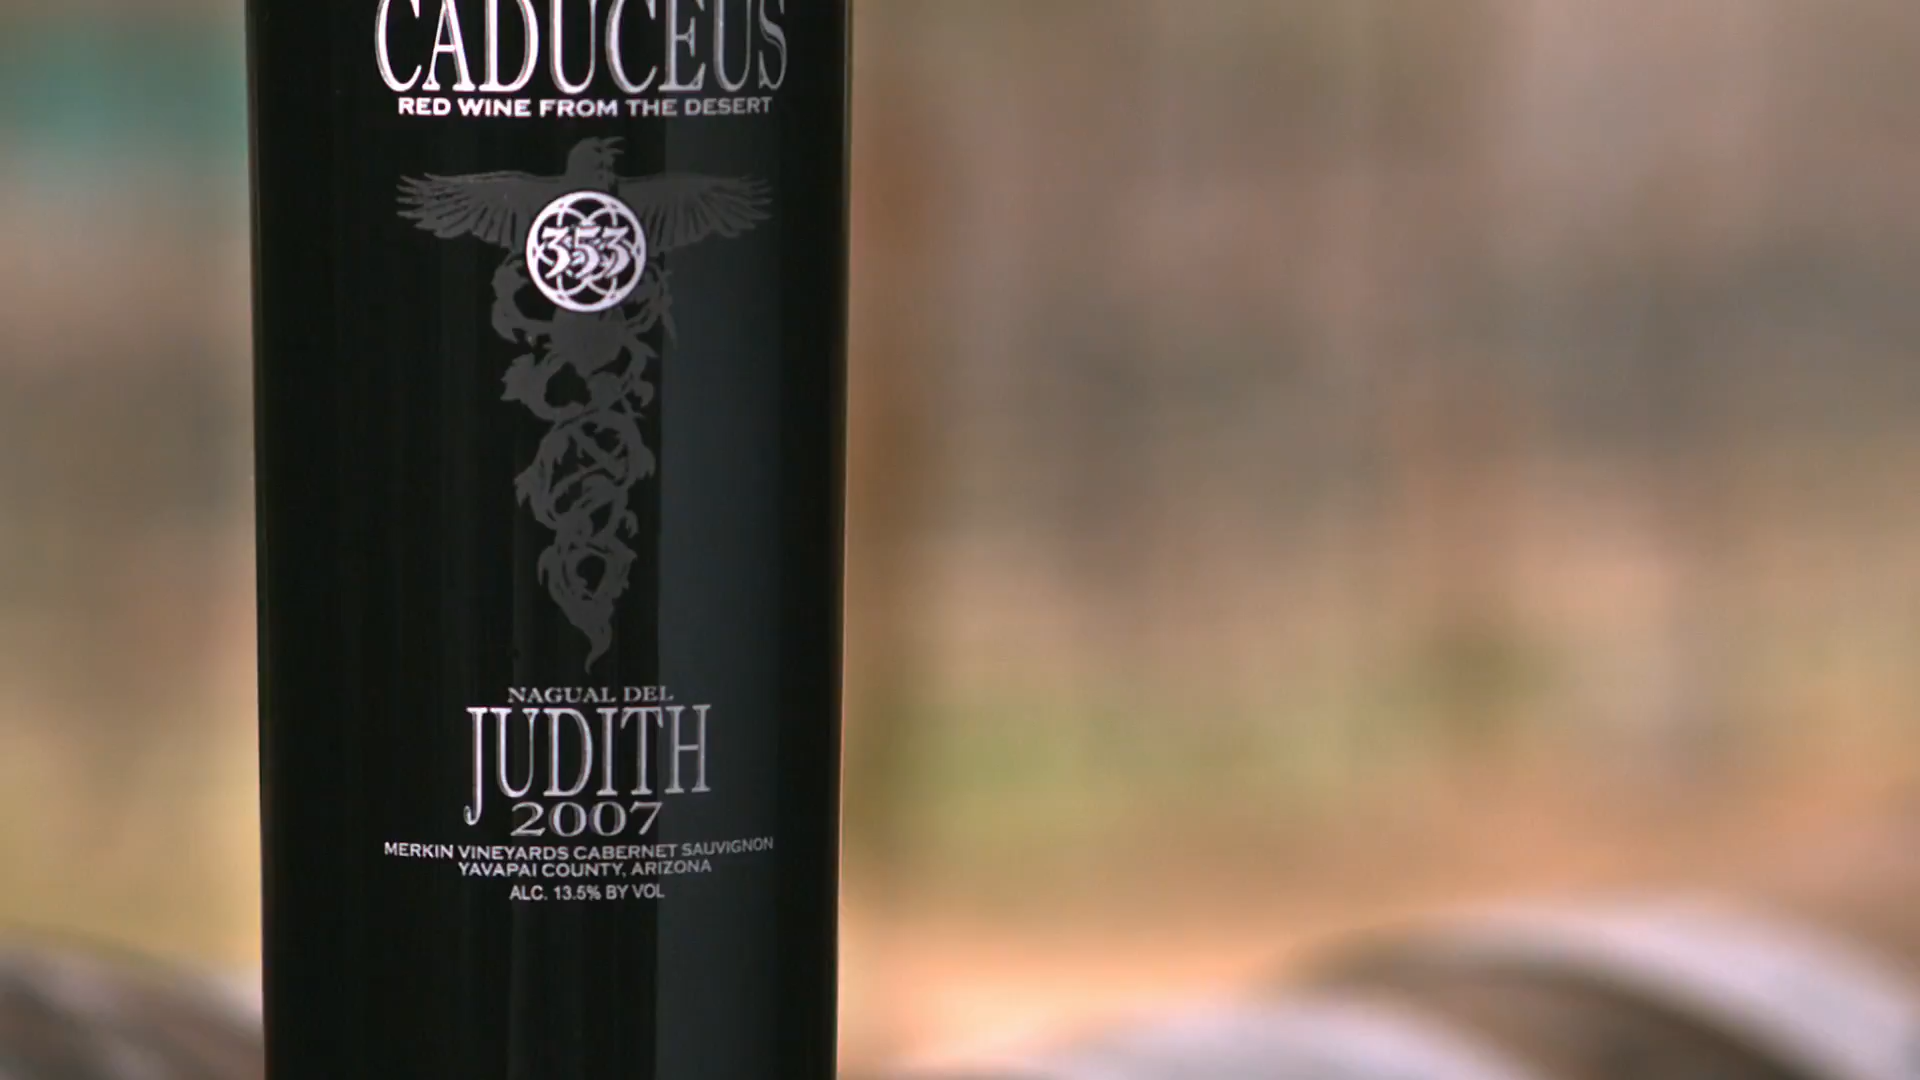 CADUCEUS
RED WINE FROM THE DESERT
353
NAGUAL DEL
JUDITH
2007
MERKIN VINEYARDS CABERNET SAUVIGNON
YAVAPAI COUNTY, ARIZONA
ALC. 13.5% BY VOL